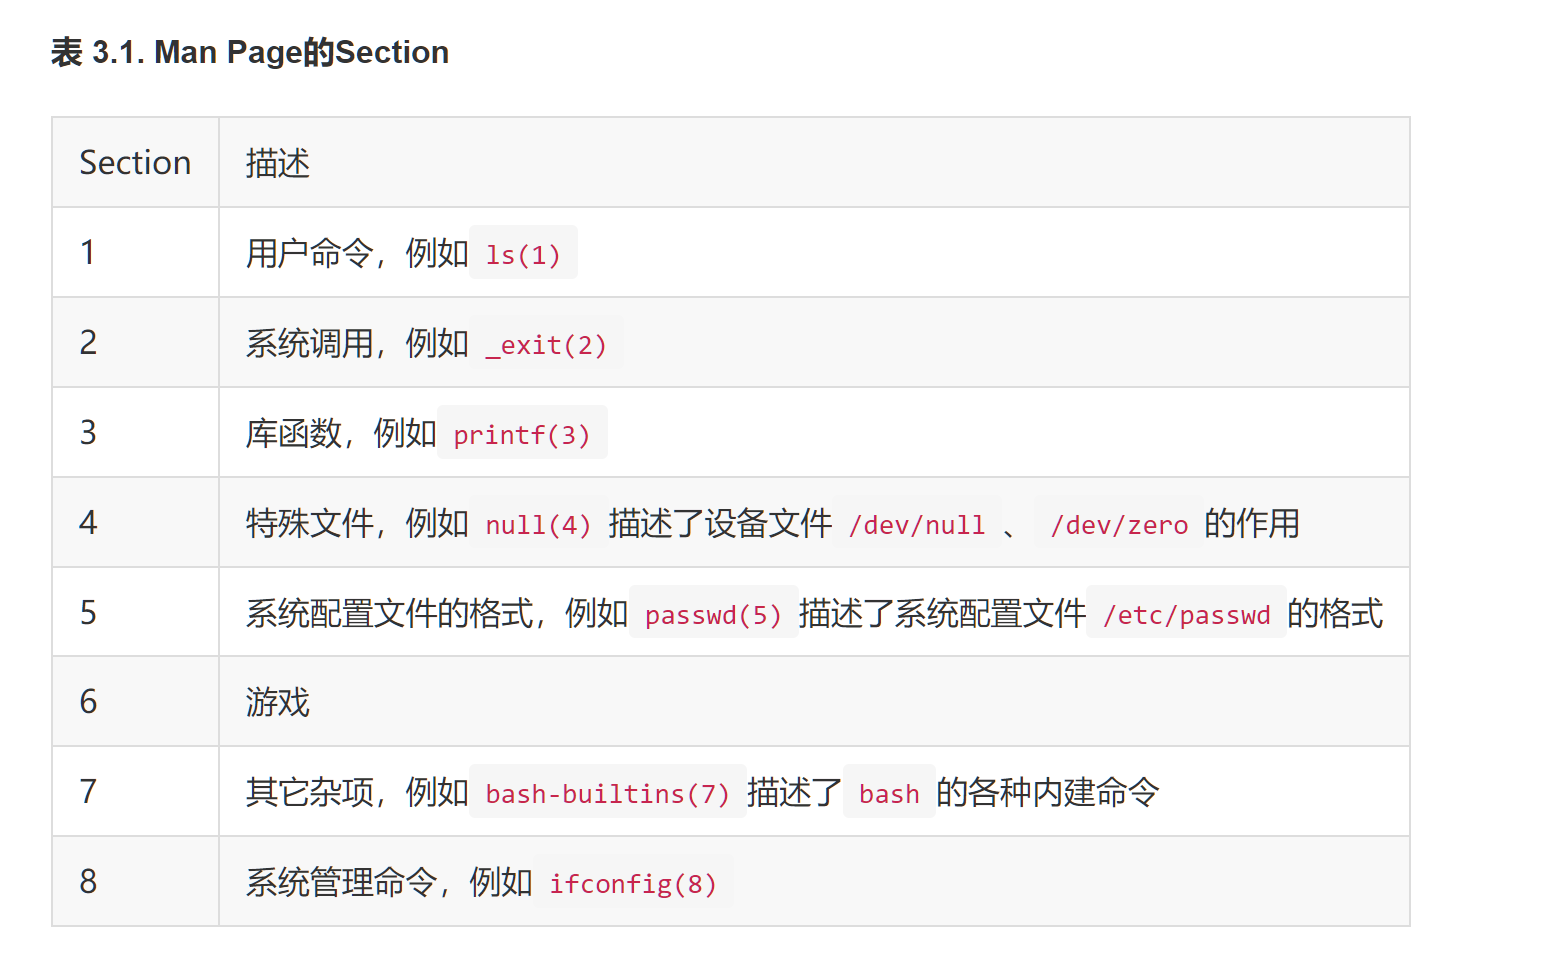 表 3.1. Man Page的Section
Section 描述
1 用户命令，例如 ls(1)
2 系统调用，例如 _exit(2)
3 库函数，例如 printf(3)
4 特殊文件，例如 null(4) 描述了设备文件 /dev/null 、 /dev/zero 的作用
5 系统配置文件的格式，例如 passwd(5) 描述了系统配置文件 /etc/passwd 的格式
6 游戏
7 其它杂项，例如 bash-builtins(7) 描述了 bash 的各种内建命令
8 系统管理命令，例如 ifconfig(8)